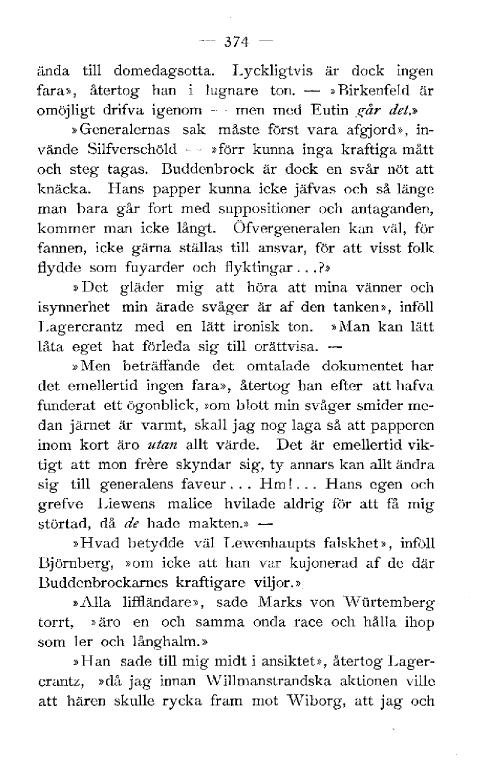 — 374 —
ända till domedagsotta. Lyckligtvis är dock ingen
fara», återtog han i lugnare ton. — »Birkenfeld är
omöjligt drifva igenom — men med Eutin går det.»
»Generalernas sak måste först vara afgjord», in-
vände Silfverschöld — »förr kunna inga kraftiga mått
och steg tagas. Buddenbrock är dock en svår nöt att
knäcka. Hans papper kunna icke jäfvas och så länge
man bara går fort med suppositioner och antaganden,
kommer man icke långt. Öfvergeneralen kan väl, för
fannen, icke gärna ställas till ansvar, för att visst folk
flydde som fuyarder och flyktingar . . .?»
»Det gläder mig att höra att mina vänner och
isynnerhet min ärade svåger är af den tanken», inföll
Lagercrantz med en lätt ironisk ton. »Man kan lätt
låta eget hat förleda sig till orättvisa. —
»Men beträffande det omtalade dokumentet har
det emellertid ingen fara», återtog han efter att hafva
funderat ett ögonblick, »om blott min svåger smider me-
dan järnet är varmt, skall jag nog laga så att papperen
inom kort äro utan allt värde. Det är emellertid vik-
tigt att mon frère skyndar sig, ty annars kan allt ändra
sig till generalens faveur . . . Hm! . . . Hans egen och
grefve Liewens malice hvilade aldrig för att få mig
störtad, då de hade makten.» —
»Hvad betydde väl Lewenhaupts falskhet», inföll
Björnberg, »om icke att han var kujonerad af de där
Buddenbrockarnes kraftigare viljor.»
»Alla liffländare», sade Marks von Würtemberg
torrt, »äro en och samma onda race och hålla ihop
som ler och långhalm.»
»Han sade till mig midt i ansiktet», återtog Lager-
crantz, »då jag innan Willmanstrandska aktionen ville
att hären skulle rycka fram mot Wiborg, att jag och